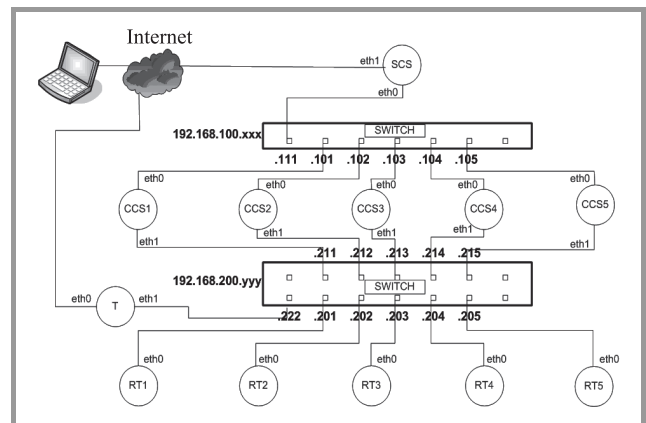 Internet
eth1
SCS
eth0
192.168.100.xxx
SWITCH
.111 .101 .102 .103 .104 .105
eth0 eth0 eth0 eth0 eth0
CCS1 CCS2 CCS3 CCS4 CCS5
eth1 eth1 eth1 eth1 eth1
.211 .212 .213 .214 .215
192.168.200.yyy
SWITCH
eth0 T eth1
.222 .201 .202 .203 .204 .205
eth0 eth0 eth0 eth0 eth0
RT1 RT2 RT3 RT4 RT5